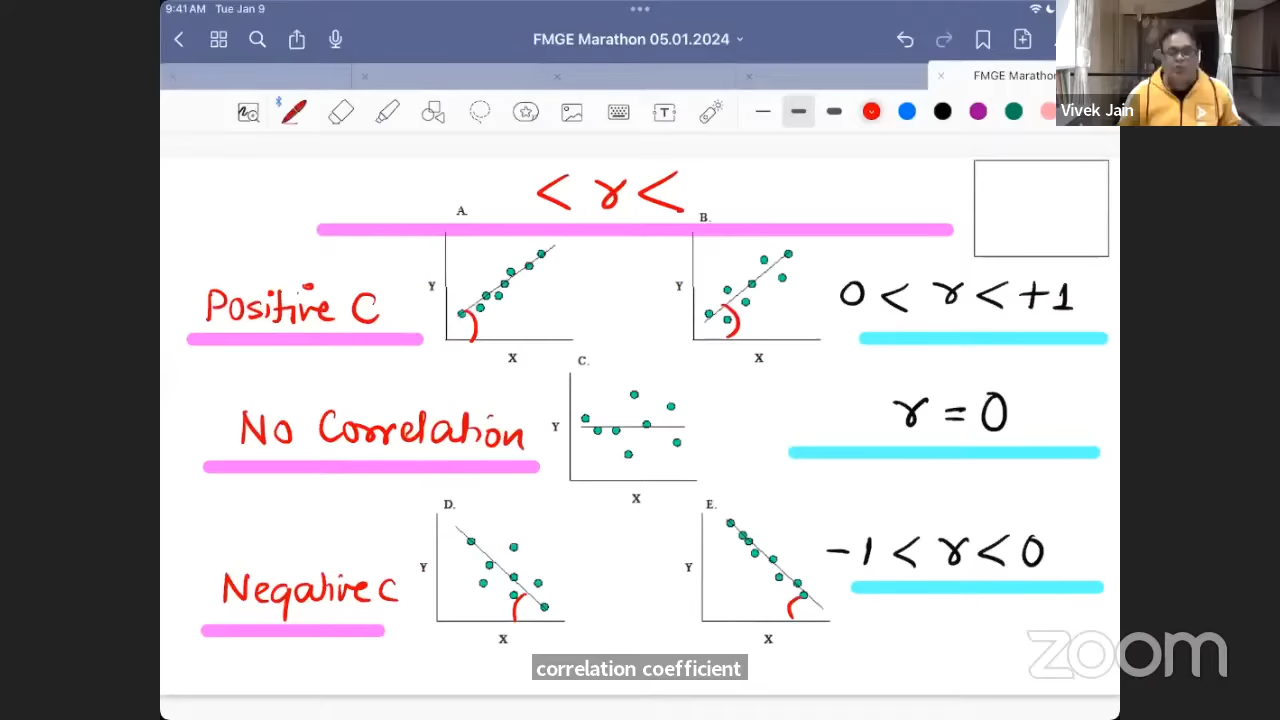 9:41 AM Tue Jan 9
FMGE Marathon 05.01.2024
FMGE Marathon
Vivek Jain
< r <
A.
B.
Y
X
Y
X
Positive C
0 < r < +1
C.
Y
X
No Correlation
r = 0
D.
E.
Y
X
Y
X
Negative C
-1 < r < 0
correlation coefficient
zoom